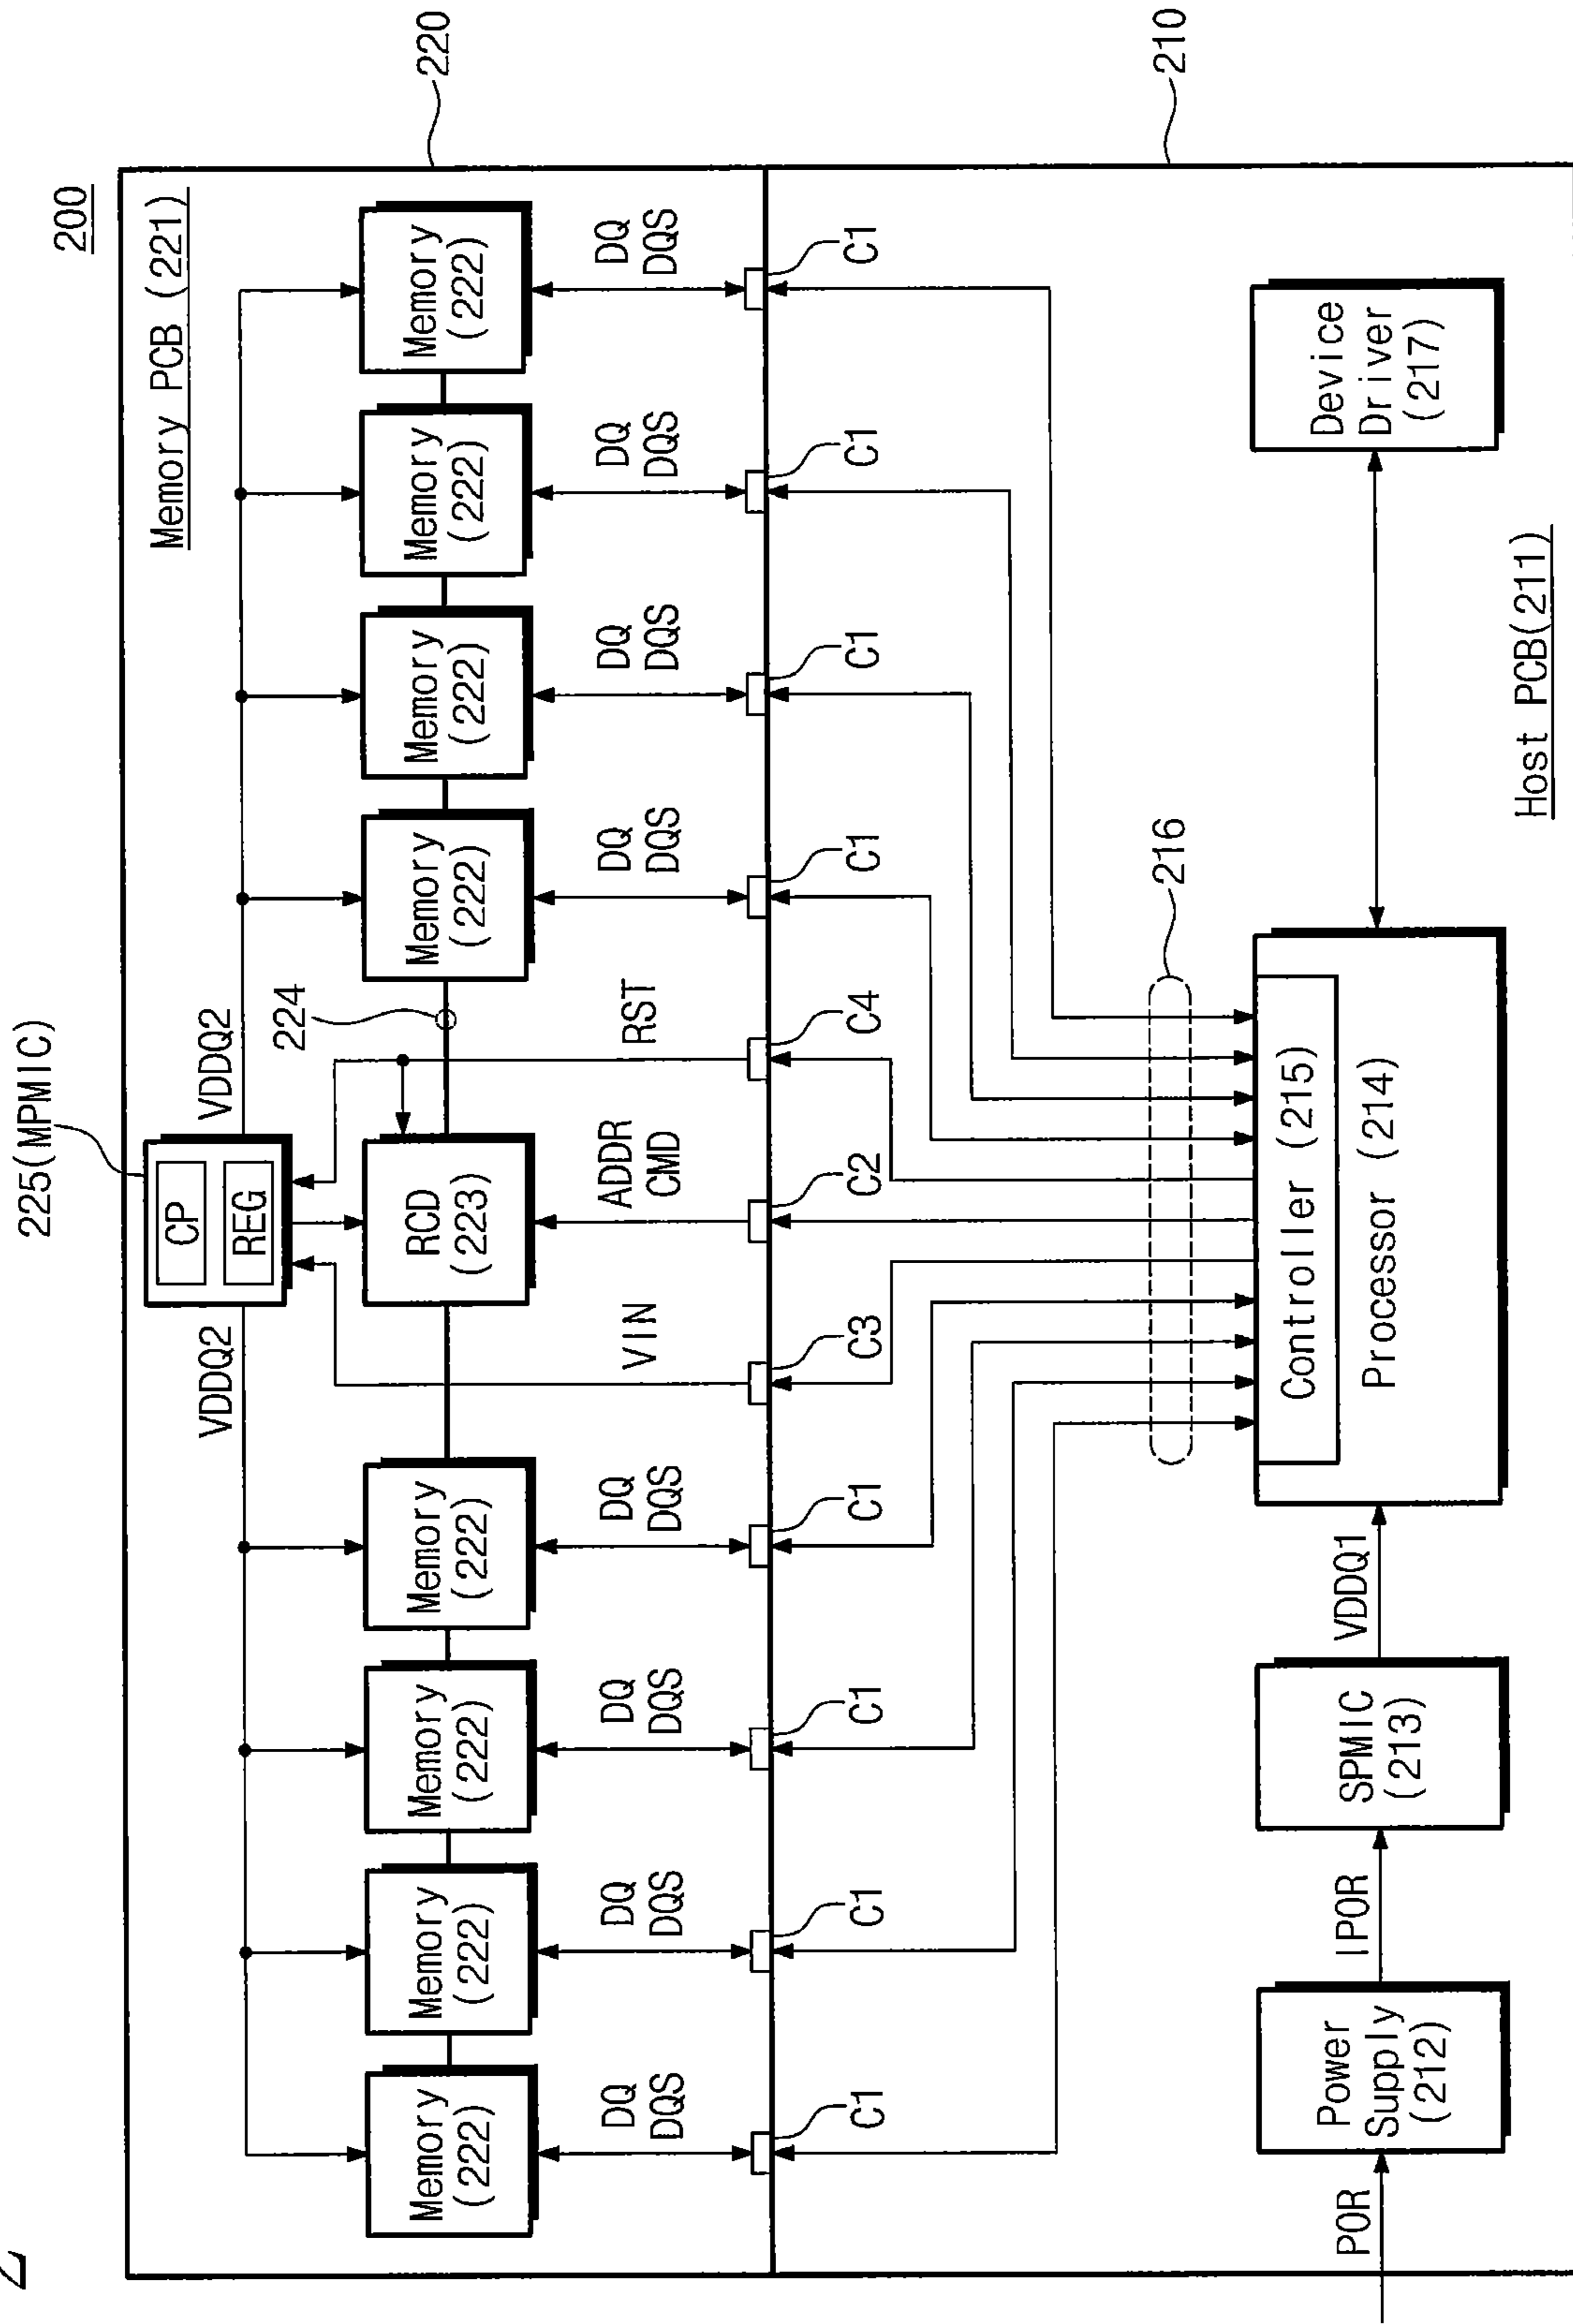 225(MPMIC)
200
Memory PCB (221)
CP
REG
VDDQ2
VDDQ2
224
220
Memory
(222)
Memory
(222)
Memory
(222)
Memory
(222)
RCD
(223)
Memory
(222)
Memory
(222)
Memory
(222)
Memory
(222)
DQ
DQS
DQ
DQS
DQ
DQS
DQ
DQS
VIN
ADDR
CMD
RST
DQ
DQS
DQ
DQS
DQ
DQS
DQ
DQS
C1
C1
C1
C1
C3
C2
C4
C1
C1
C1
C1
216
210
Controller (215)
Processor (214)
POR
Power
Supply
(212)
IPOR
SPMIC
(213)
VDDQ1
Device
Driver
(217)
Host PCB(211)